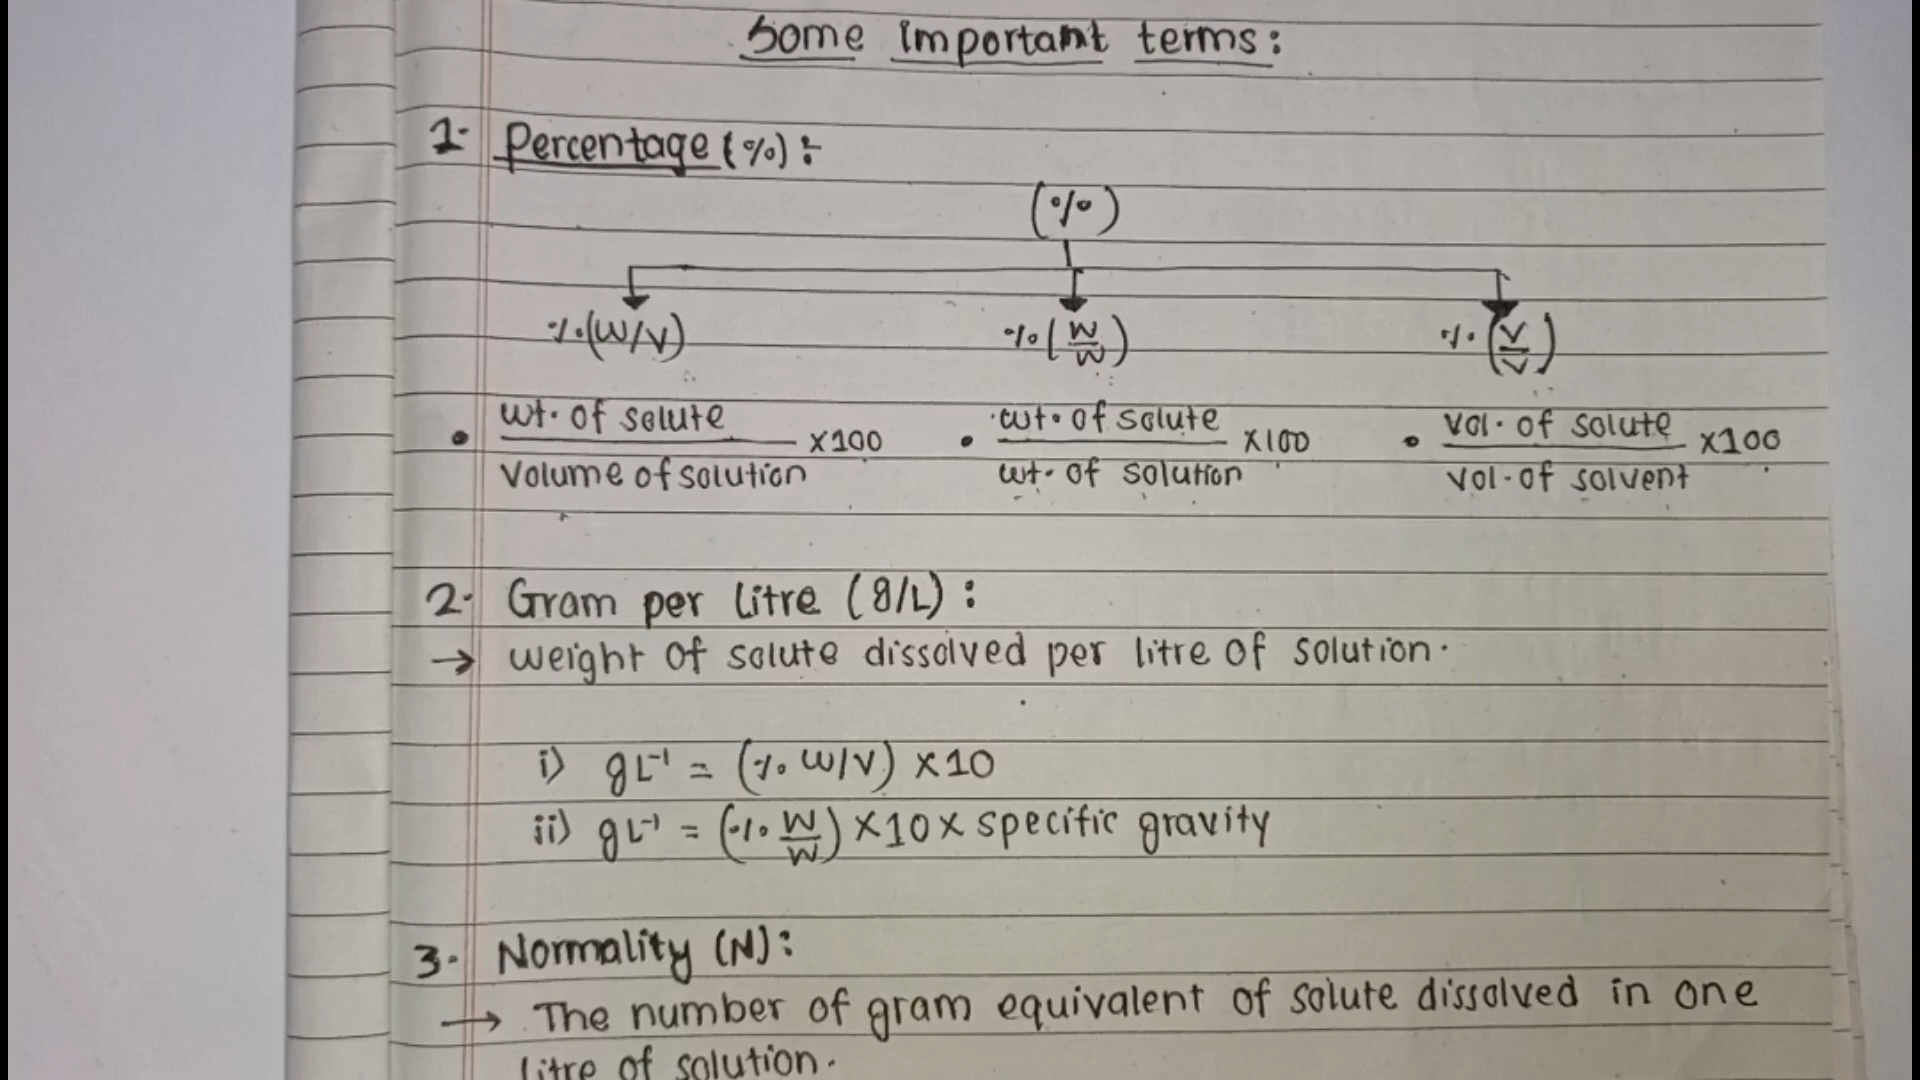 Some important terms:
1. Percentage (%):
(%)
%(W/V) %(W/W) %(V/V)
• wt. of solute / Volume of solution ×100 • wt. of solute / wt. of solution ×100 • Vol. of solute / Vol. of solvent ×100
2. Gram per litre (g/L):
→ weight of solute dissolved per litre of solution.
i) gL⁻¹ = (% W/V) ×10
ii) gL⁻¹ = (% W/W) ×10× specific gravity
3. Normality (N):
→ The number of gram equivalent of solute dissolved in one
litre of solution.